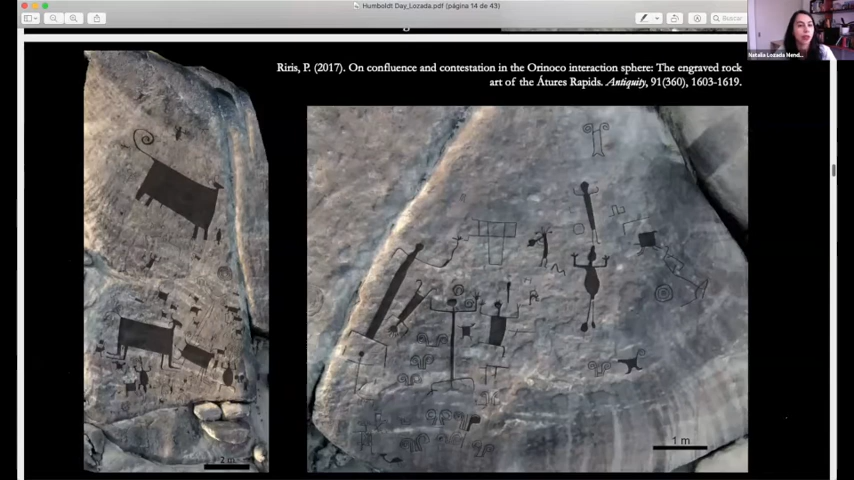 Humboldt Day_Lozada.pdf (página 14 de 43)
Buscar
Natalia Lozada Mend...
Riris, P. (2017). On confluence and contestation in the Orinoco interaction sphere: The engraved rock
art of the Átures Rapids. Antiquity, 91(360), 1603-1619.
1 m
2 m